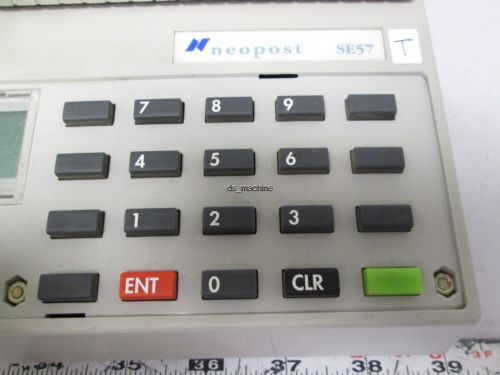 neopost SE57 T
7 8 9
4 5 6
ds_machine
1 2 3
ENT 0 CLR
34 35 36 37 38
3F